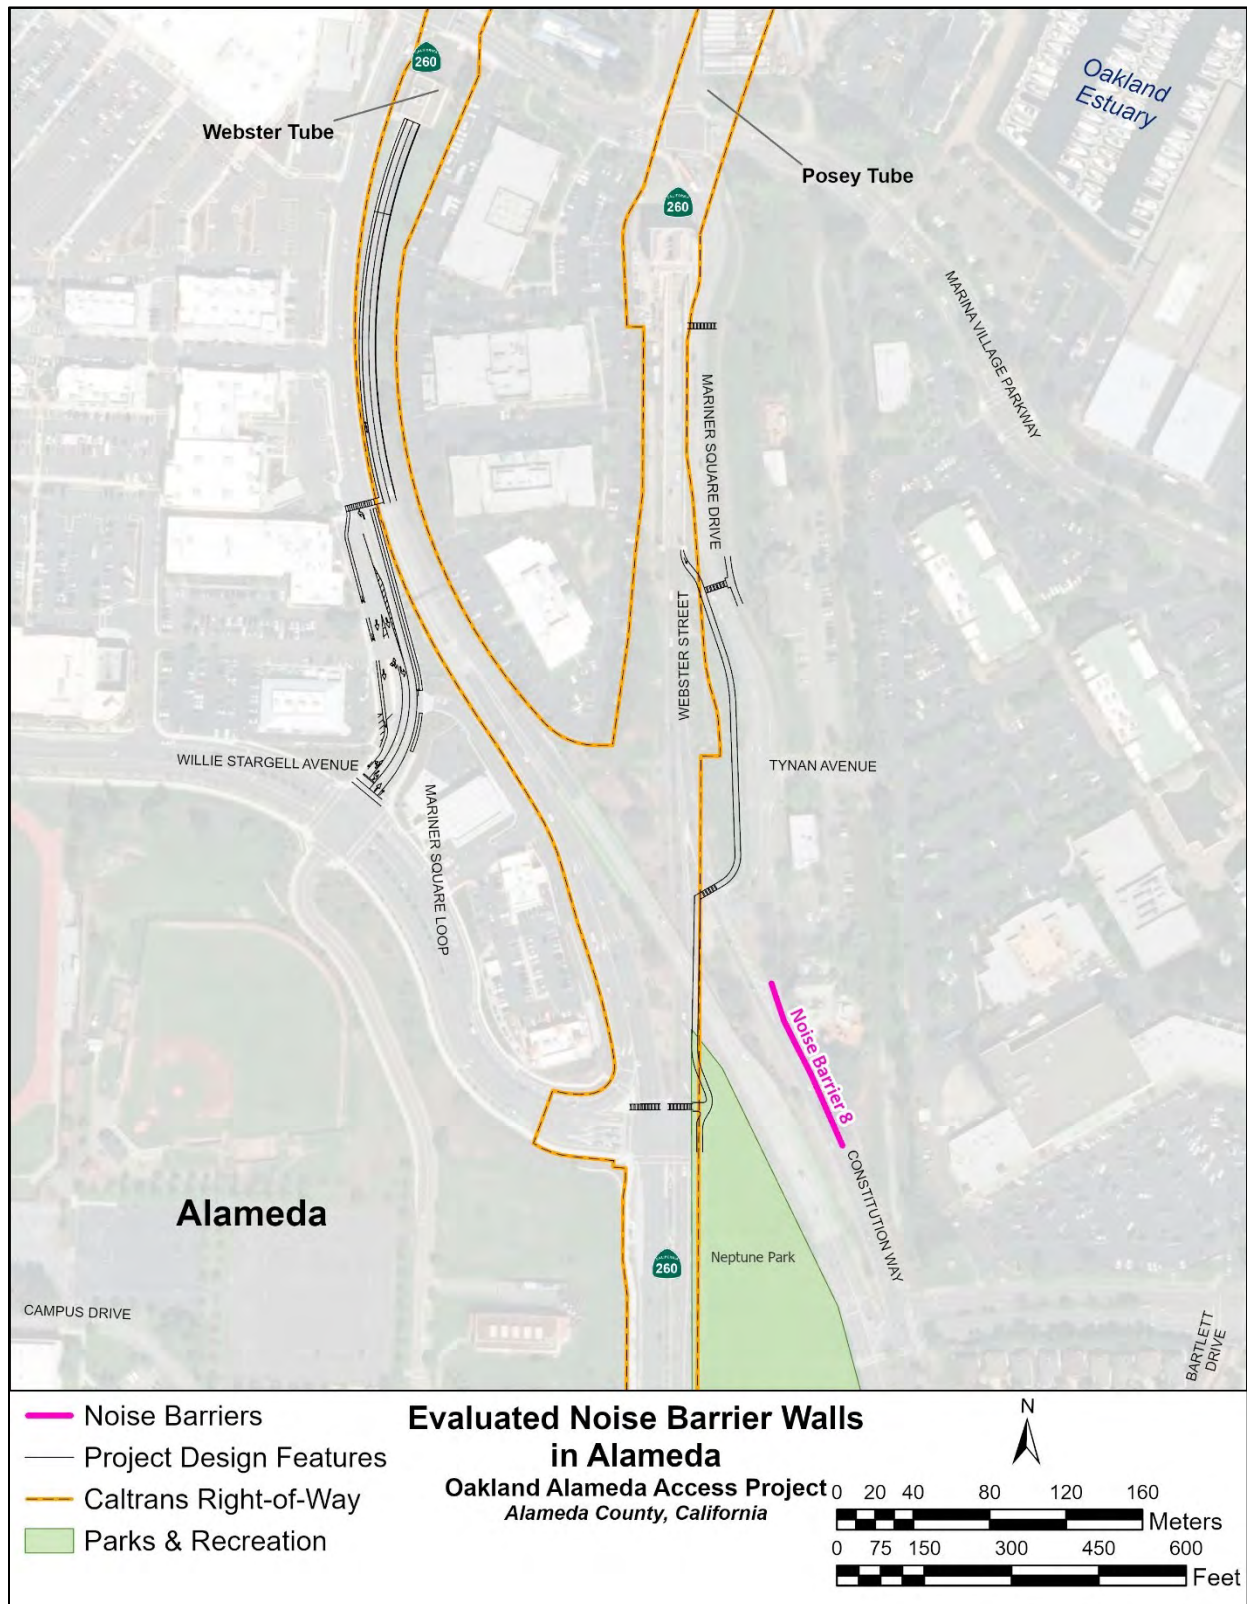 CALIFORNIA
260
Oakland
Estuary
Webster Tube
Posey Tube
260
MARINA VILLAGE PARKWAY
MARINER SQUARE DRIVE
WEBSTER STREET
WILLIE STARGELL AVENUE
TYNAN AVENUE
MARINER SQUARE LOOP
Noise Barrier 8
CONSTITUTION WAY
Alameda
Neptune Park
260
CAMPUS DRIVE
BARTLETT
DRIVE
Noise Barriers
Project Design Features
Caltrans Right-of-Way
Parks & Recreation
Evaluated Noise Barrier Walls
in Alameda
Oakland Alameda Access Project
Alameda County, California
N
0 20 40 80 120 160
Meters
0 75 150 300 450 600
Feet